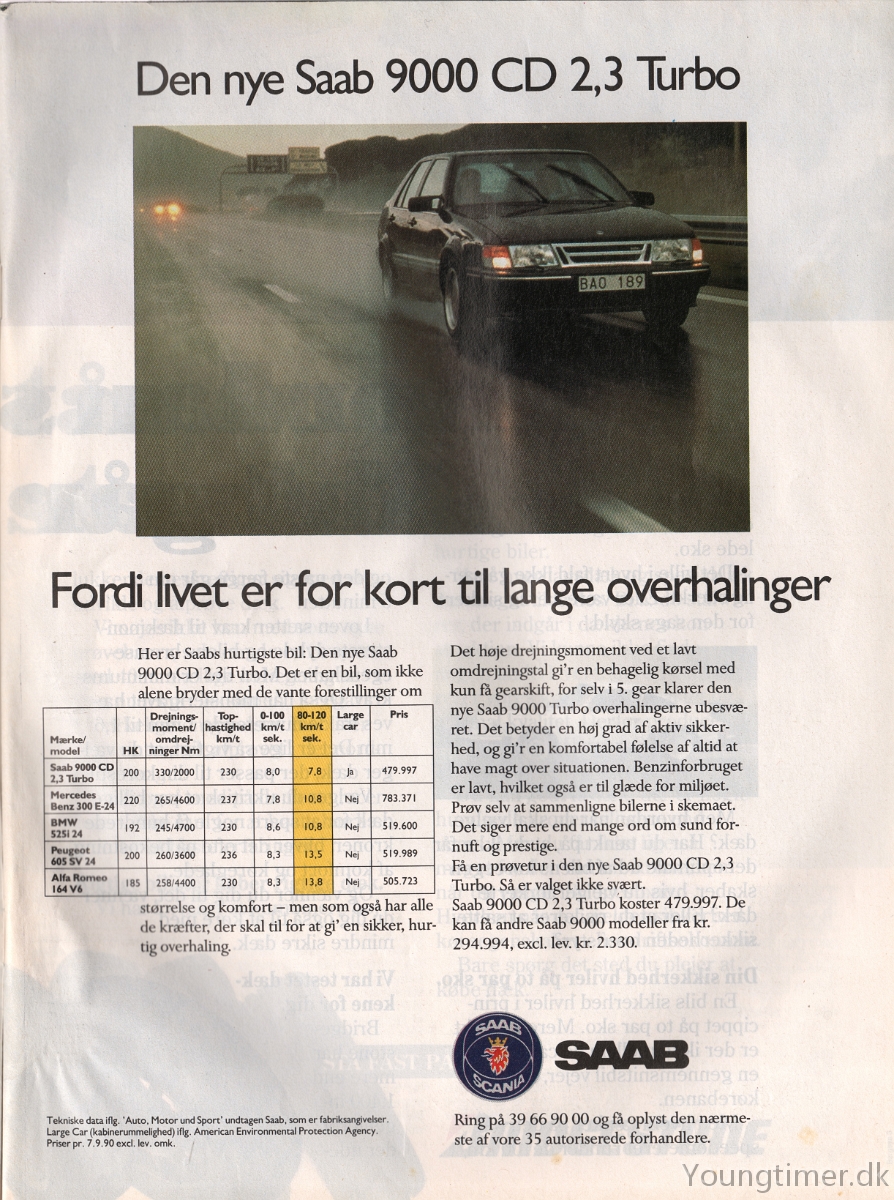 Den nye Saab 9000 CD 2,3 Turbo
BAO 189
Fordi livet er for kort til lange overhalinger
Her er Saabs hurtigste bil: Den nye Saab
9000 CD 2,3 Turbo. Det er en bil, som ikke
alene bryder med de vante forestillinger om
Mærke/ model | HK | Drejnings- moment/ omdrej- ninger Nm | Top- hastighed km/t | 0-100 km/t sek. | 80-120 km/t sek. | Large car | Pris
Saab 9000 CD 2,3 Turbo | 200 | 330/2000 | 230 | 8,0 | 7,8 | Ja | 479.997
Mercedes Benz 300 E-24 | 220 | 265/4600 | 237 | 7,8 | 10,8 | Nej | 783.371
BMW 525i 24 | 192 | 245/4700 | 230 | 8,6 | 10,8 | Nej | 519.600
Peugeot 605 SV 24 | 200 | 260/3600 | 236 | 8,3 | 13,5 | Nej | 519.989
Alfa Romeo 164 V6 | 185 | 258/4400 | 230 | 8,3 | 13,8 | Nej | 505.723
størrelse og komfort – men som også har alle
de kræfter, der skal til for at gi' en sikker, hur-
tig overhaling.
Det høje drejningsmoment ved et lavt
omdrejningstal gi'r en behagelig kørsel med
kun få gearskift, for selv i 5. gear klarer den
nye Saab 9000 Turbo overhalingerne ubesvæ-
ret. Det betyder en høj grad af aktiv sikker-
hed, og gi'r en komfortabel følelse af altid at
have magt over situationen. Benzinforbruget
er lavt, hvilket også er til glæde for miljøet.
Prøv selv at sammenligne bilerne i skemaet.
Det siger mere end mange ord om sund for-
nuft og prestige.
Få en prøvetur i den nye Saab 9000 CD 2,3
Turbo. Så er valget ikke svært.
Saab 9000 CD 2,3 Turbo koster 479.997. De
kan få andre Saab 9000 modeller fra kr.
294.994, excl. lev. kr. 2.330.
SAAB
SCANIA
SAAB
Tekniske data iflg. 'Auto, Motor und Sport' undtagen Saab, som er fabriksangivelser.
Large Car (kabinerummelighed) iflg. American Environmental Protection Agency.
Priser pr. 7.9.90 excl. lev. omk.
Ring på 39 66 90 00 og få oplyst den nærme-
ste af vore 35 autoriserede forhandlere.
Youngtimer.dk